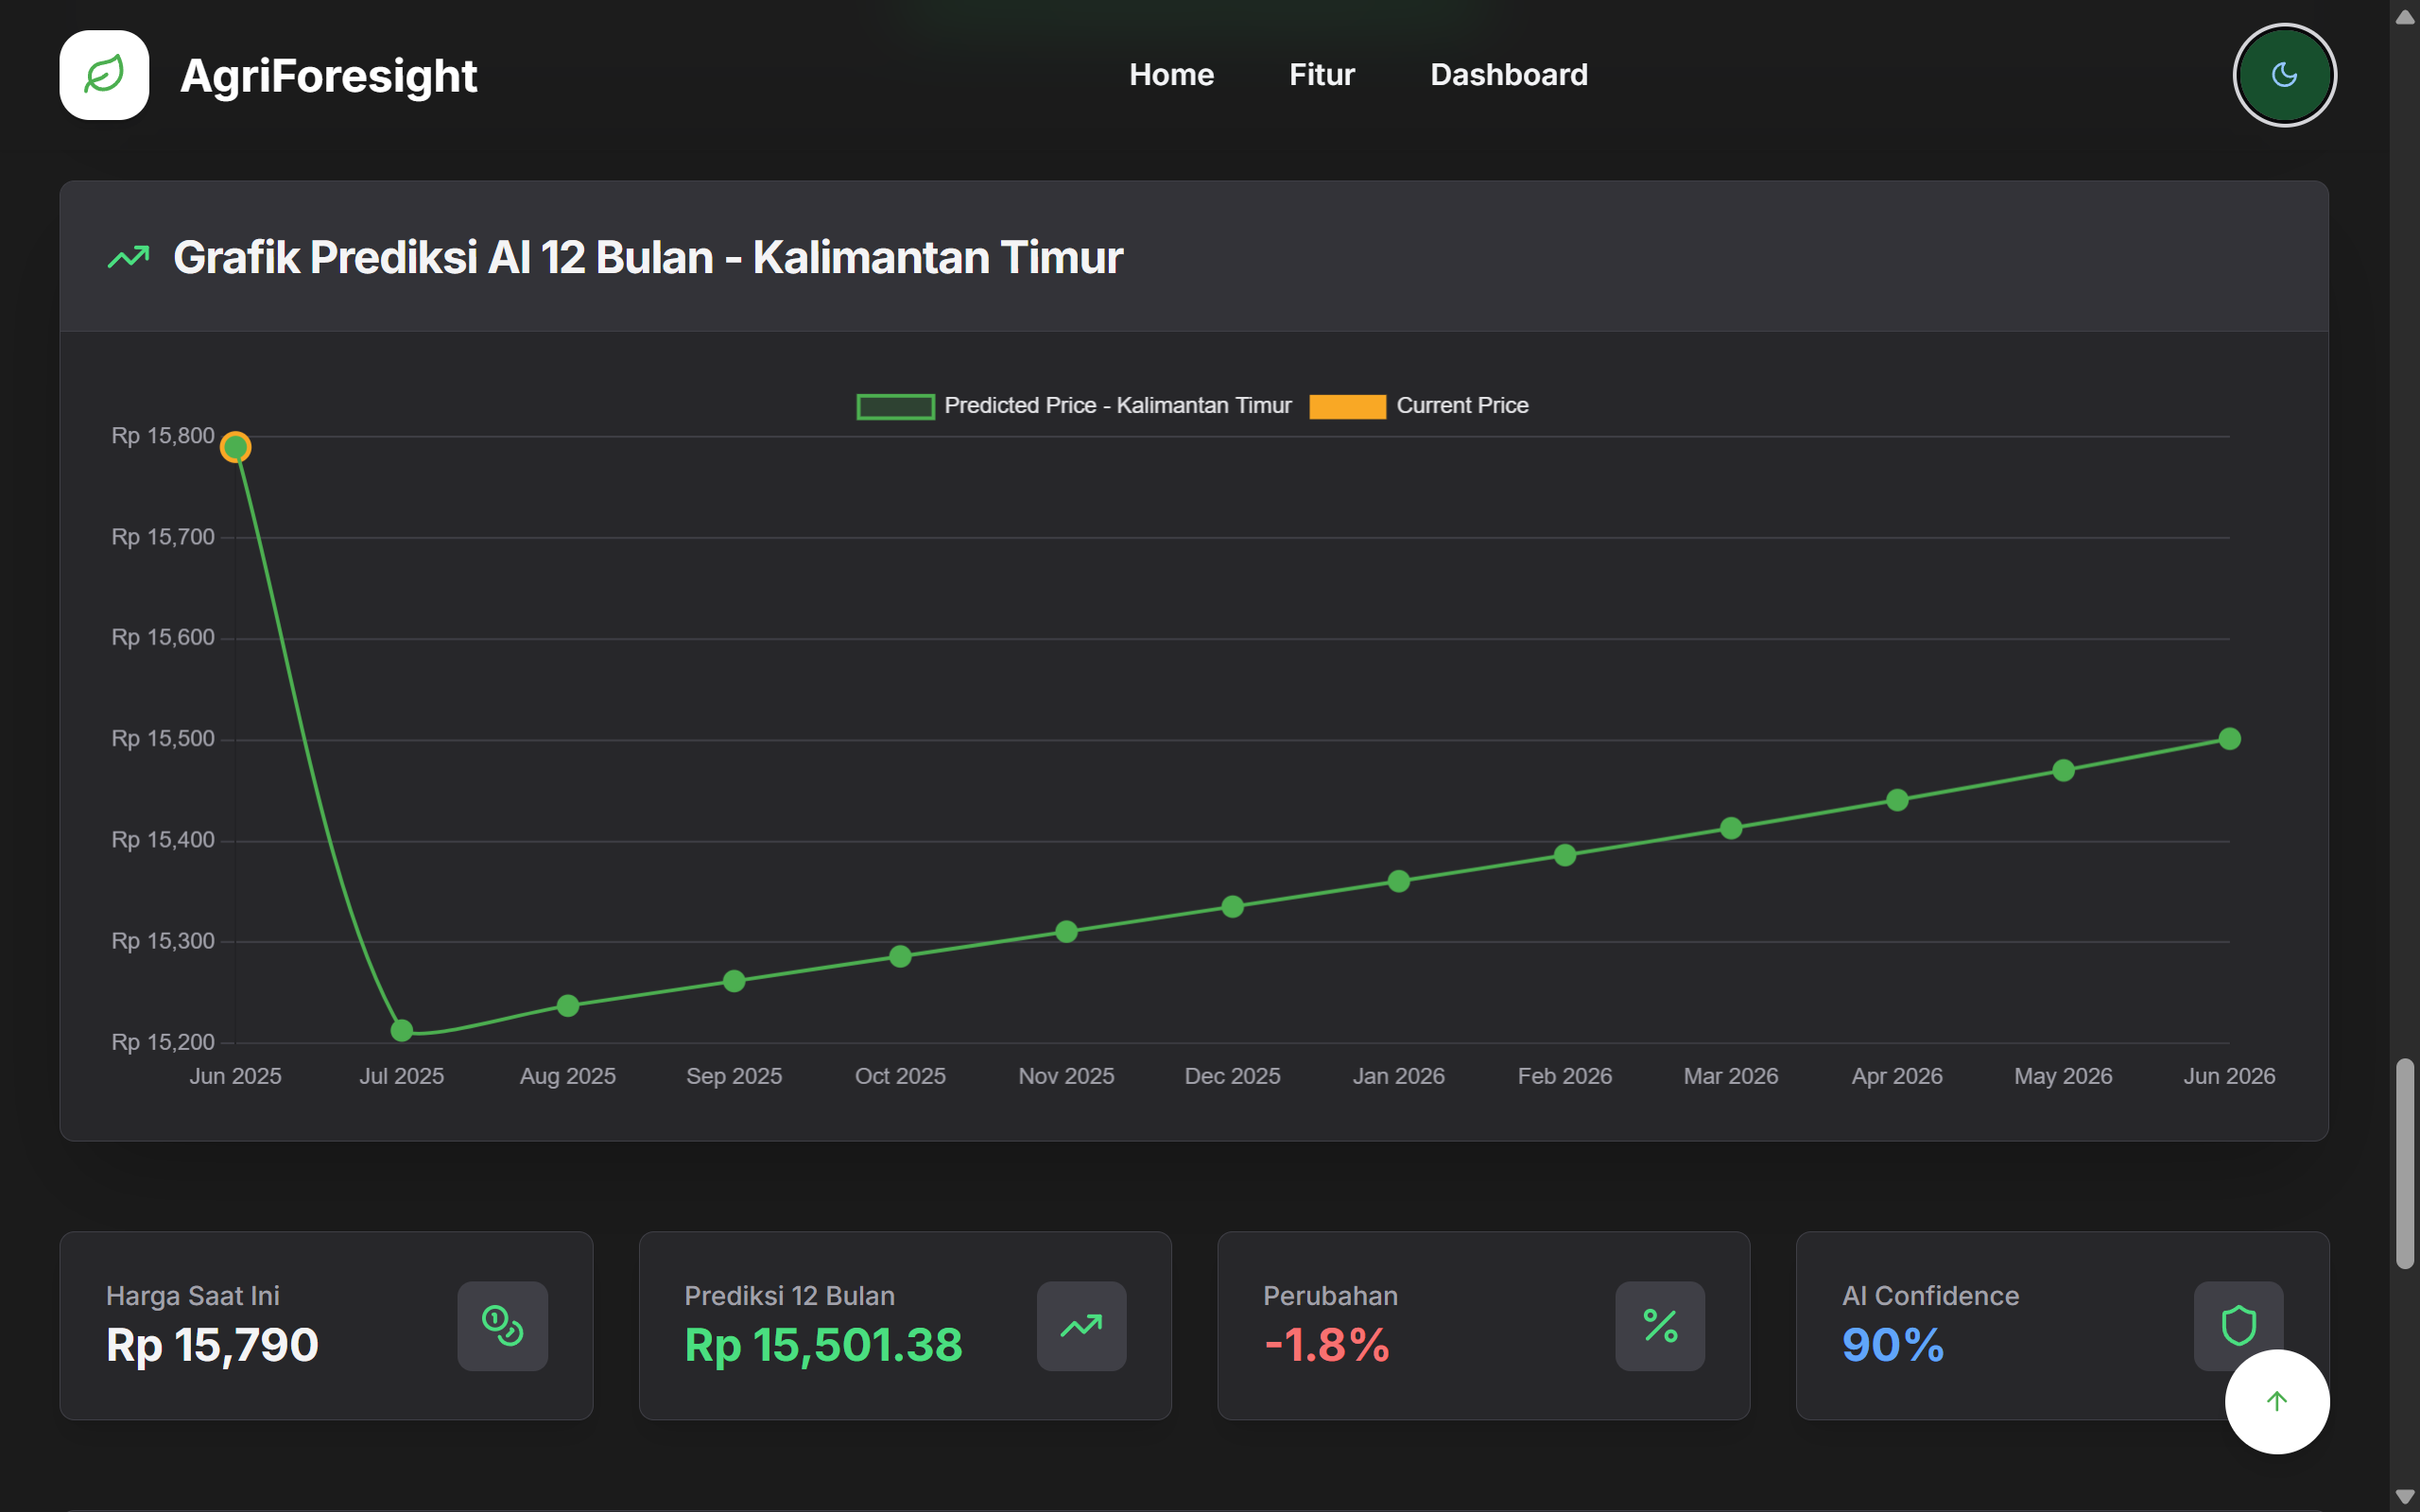 AgriForesight
Home
Fitur
Dashboard
Grafik Prediksi AI 12 Bulan - Kalimantan Timur
Predicted Price - Kalimantan Timur
Current Price
Rp 15,800
Rp 15,700
Rp 15,600
Rp 15,500
Rp 15,400
Rp 15,300
Rp 15,200
Jun 2025
Jul 2025
Aug 2025
Sep 2025
Oct 2025
Nov 2025
Dec 2025
Jan 2026
Feb 2026
Mar 2026
Apr 2026
May 2026
Jun 2026
Harga Saat Ini
Rp 15,790
Prediksi 12 Bulan
Rp 15,501.38
Perubahan
-1.8%
AI Confidence
90%